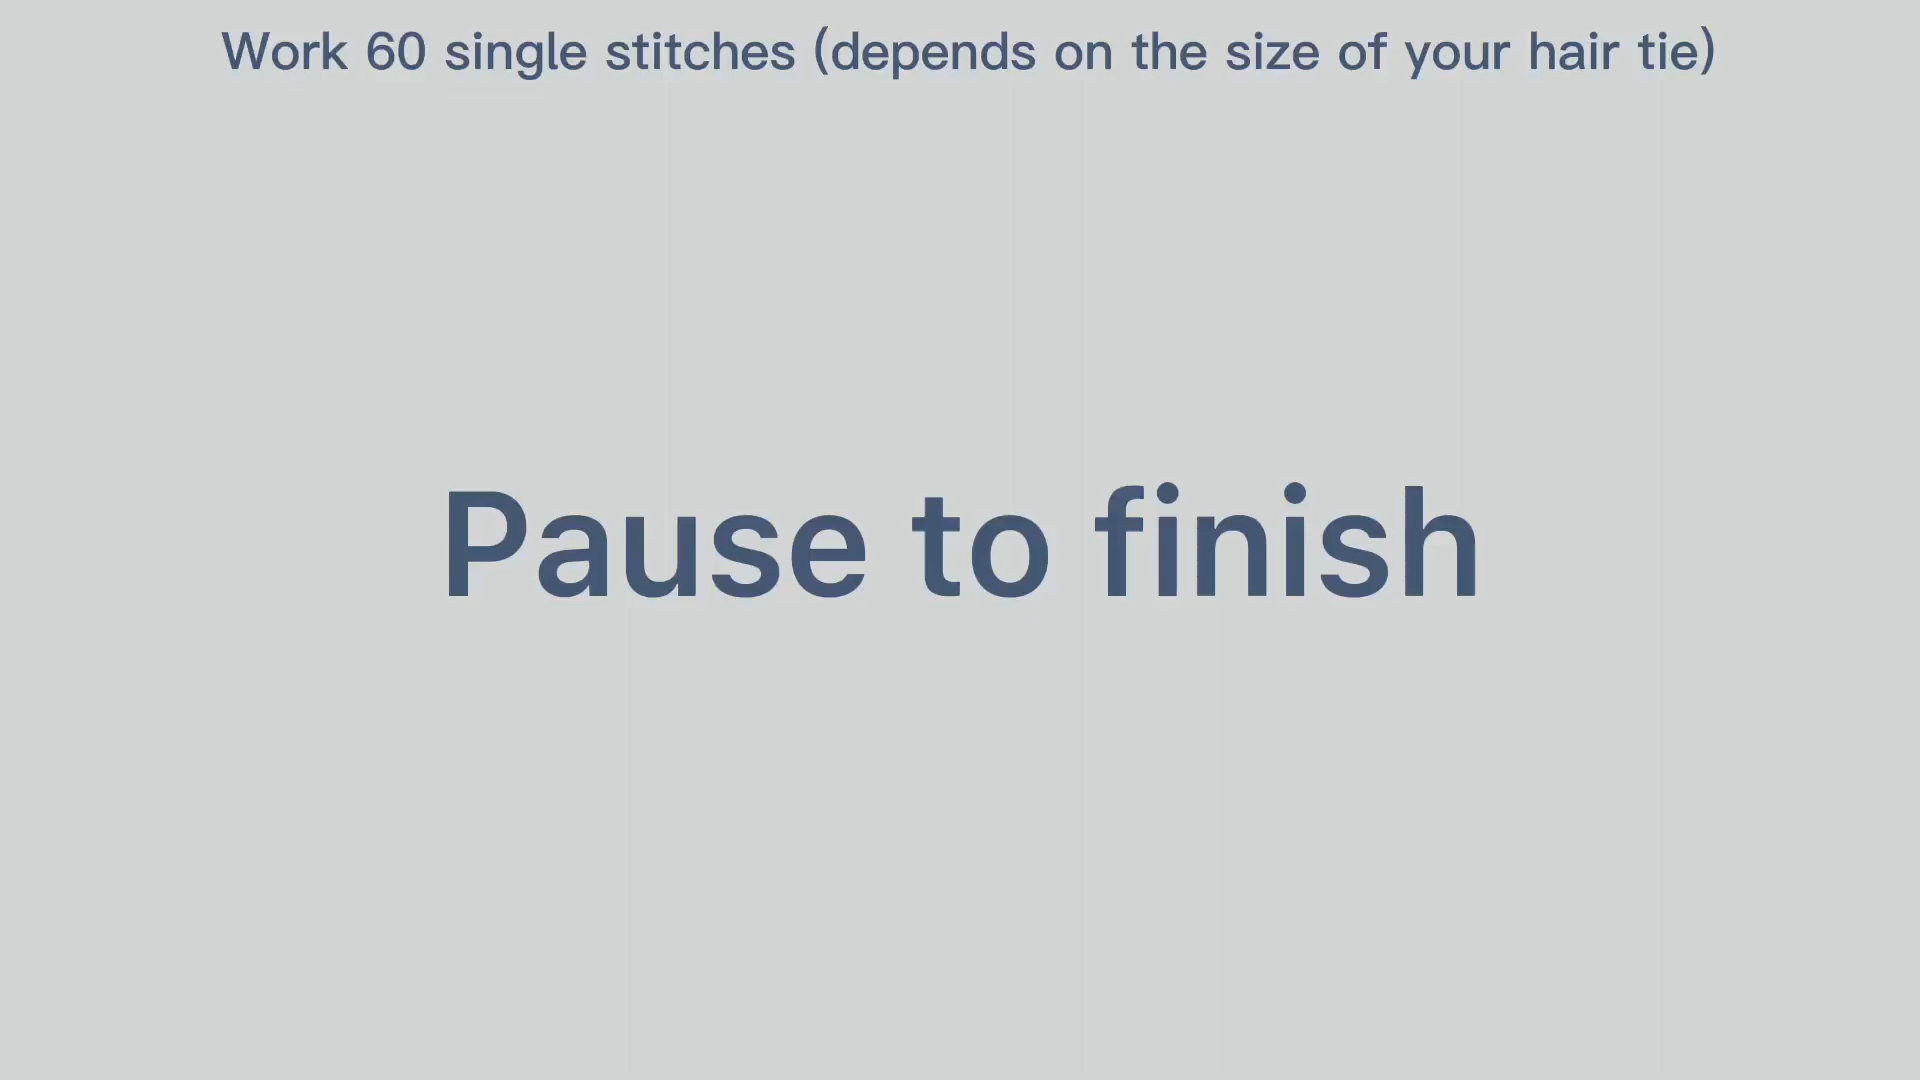 Work 60 single stitches (depends on the size of your hair tie)
Pause to finish